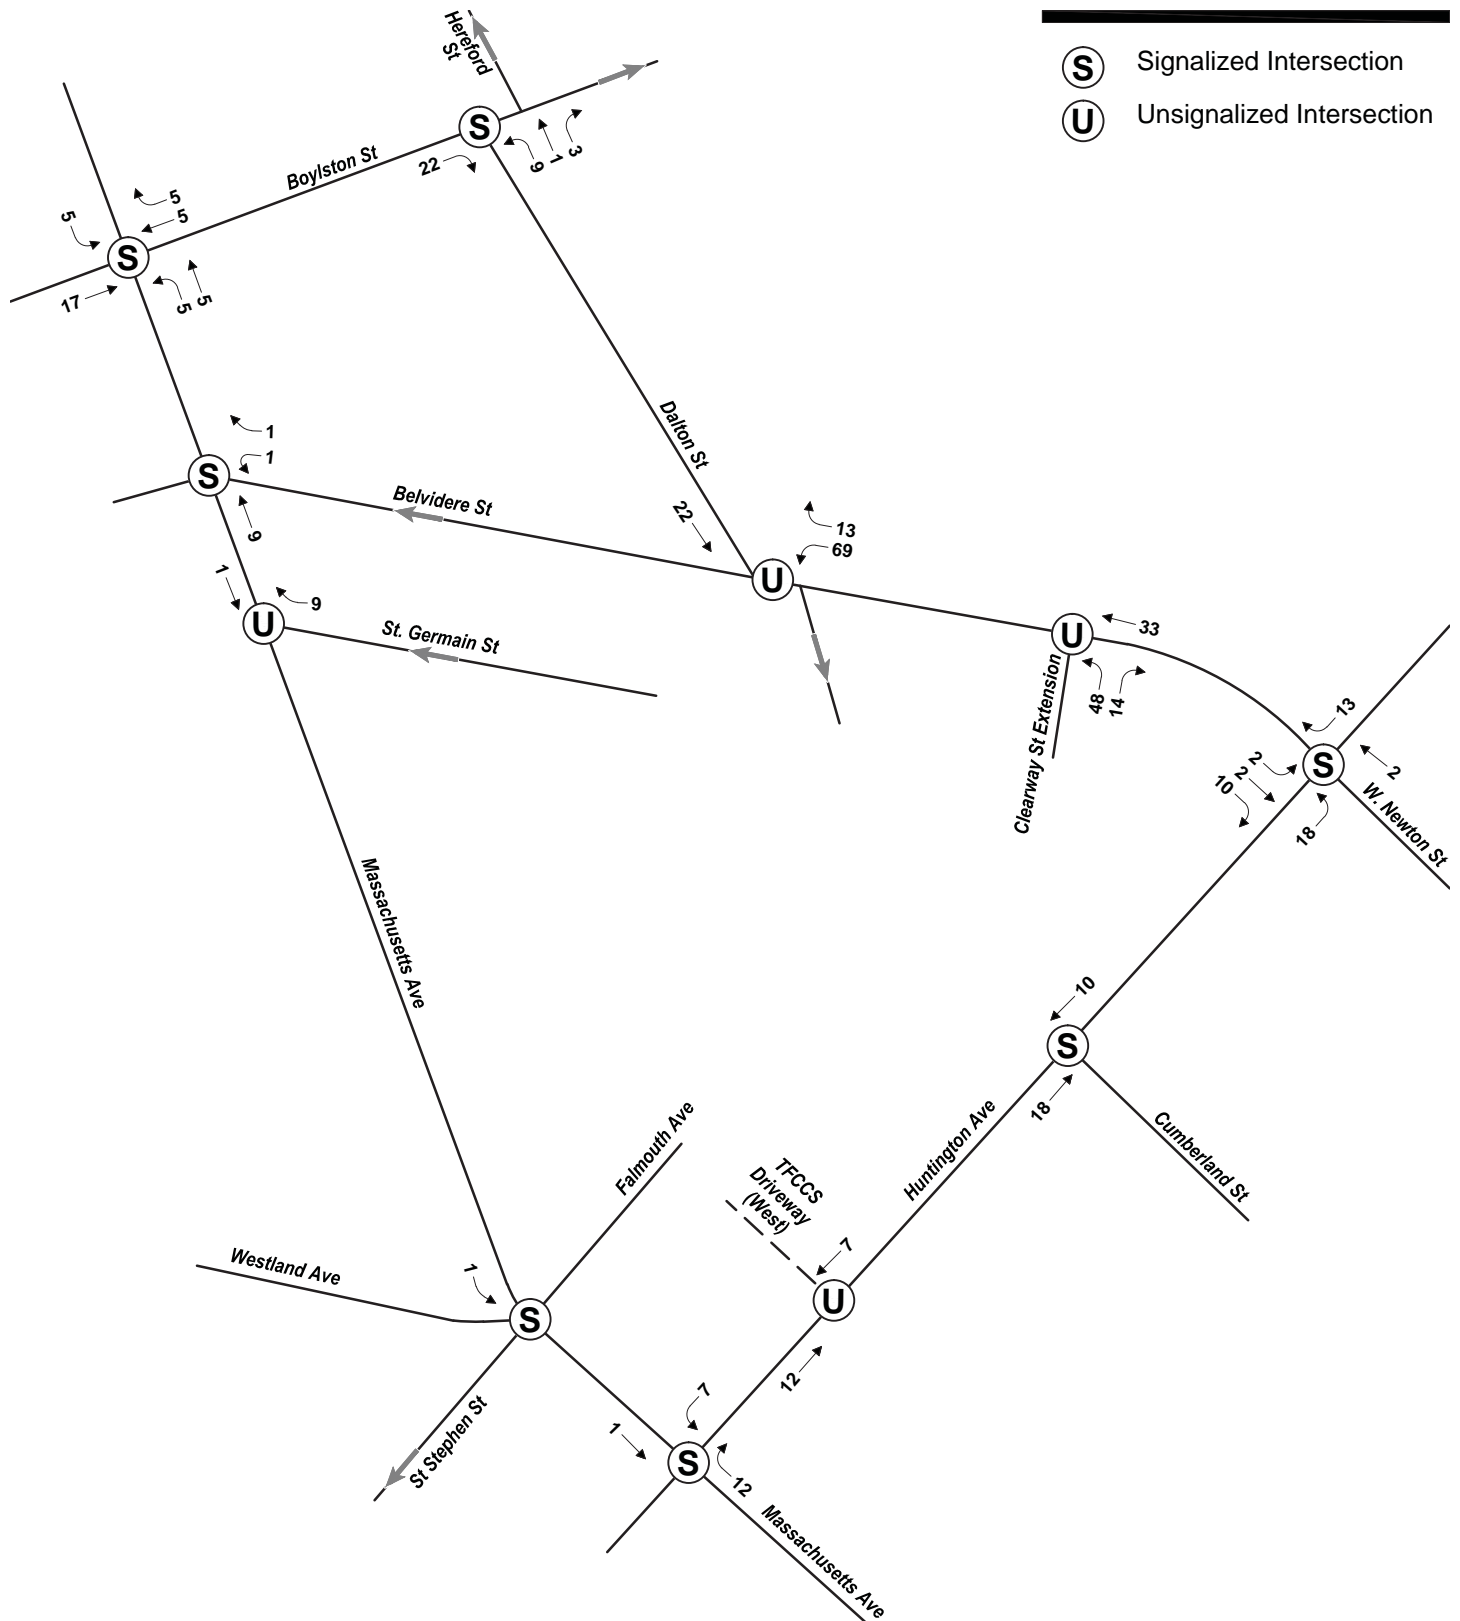 S Signalized Intersection
U Unsignalized Intersection
Hereford
St
S
22
9
1
3
Boylston St
5
5
5
S
17
5
5
Dalton St
1
1
S
9
Belvidere St
22
13
69
U
1
9
U
St. Germain St
33
U
48
14
Clearway St Extension
13
2
2
10
S
2
18
W. Newton St
Massachusetts Ave
10
S
18
Cumberland St
Huntington Ave
Falmouth Ave
TFCCS
Driveway
(West)
7
U
12
Westland Ave
1
S
St Stephen St
7
1
S
12
Massachusetts Ave